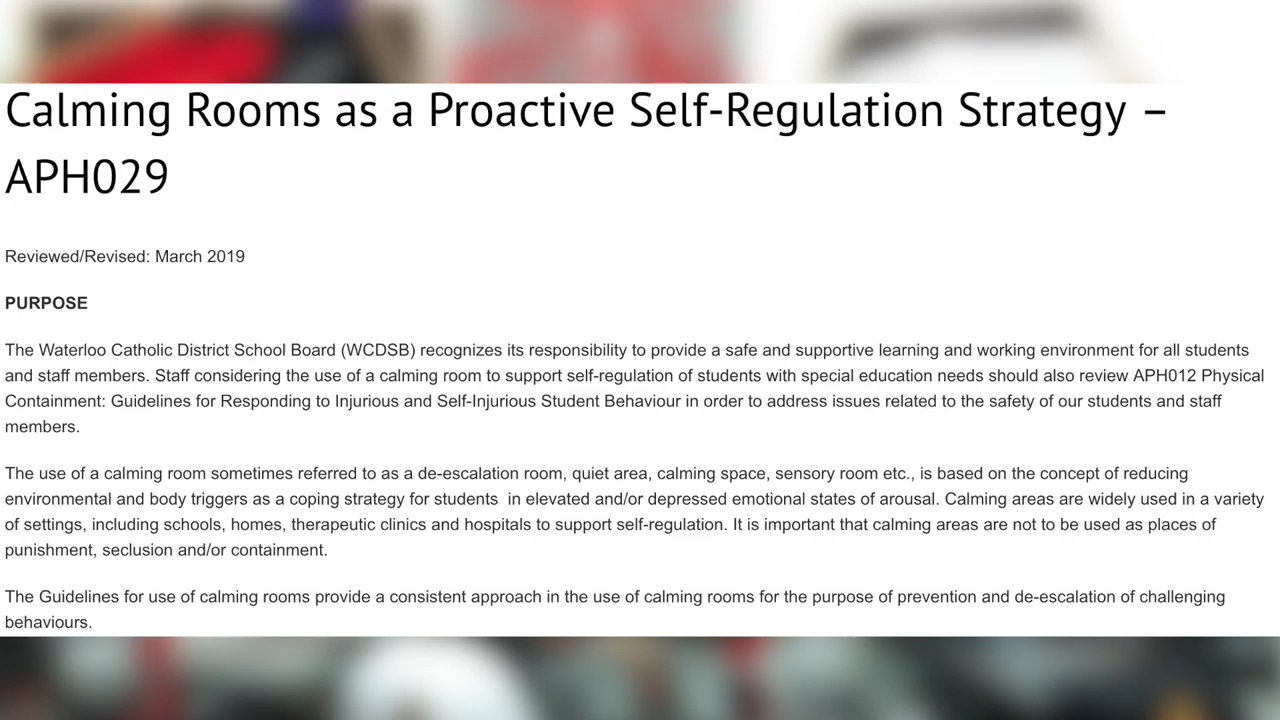 Calming Rooms as a Proactive Self-Regulation Strategy –
APH029
Reviewed/Revised: March 2019
PURPOSE
The Waterloo Catholic District School Board (WCDSB) recognizes its responsibility to provide a safe and supportive learning and working environment for all students
and staff members. Staff considering the use of a calming room to support self-regulation of students with special education needs should also review APH012 Physical
Containment: Guidelines for Responding to Injurious and Self-Injurious Student Behaviour in order to address issues related to the safety of our students and staff
members.
The use of a calming room sometimes referred to as a de-escalation room, quiet area, calming space, sensory room etc., is based on the concept of reducing
environmental and body triggers as a coping strategy for students  in elevated and/or depressed emotional states of arousal. Calming areas are widely used in a variety
of settings, including schools, homes, therapeutic clinics and hospitals to support self-regulation. It is important that calming areas are not to be used as places of
punishment, seclusion and/or containment.
The Guidelines for use of calming rooms provide a consistent approach in the use of calming rooms for the purpose of prevention and de-escalation of challenging
behaviours.